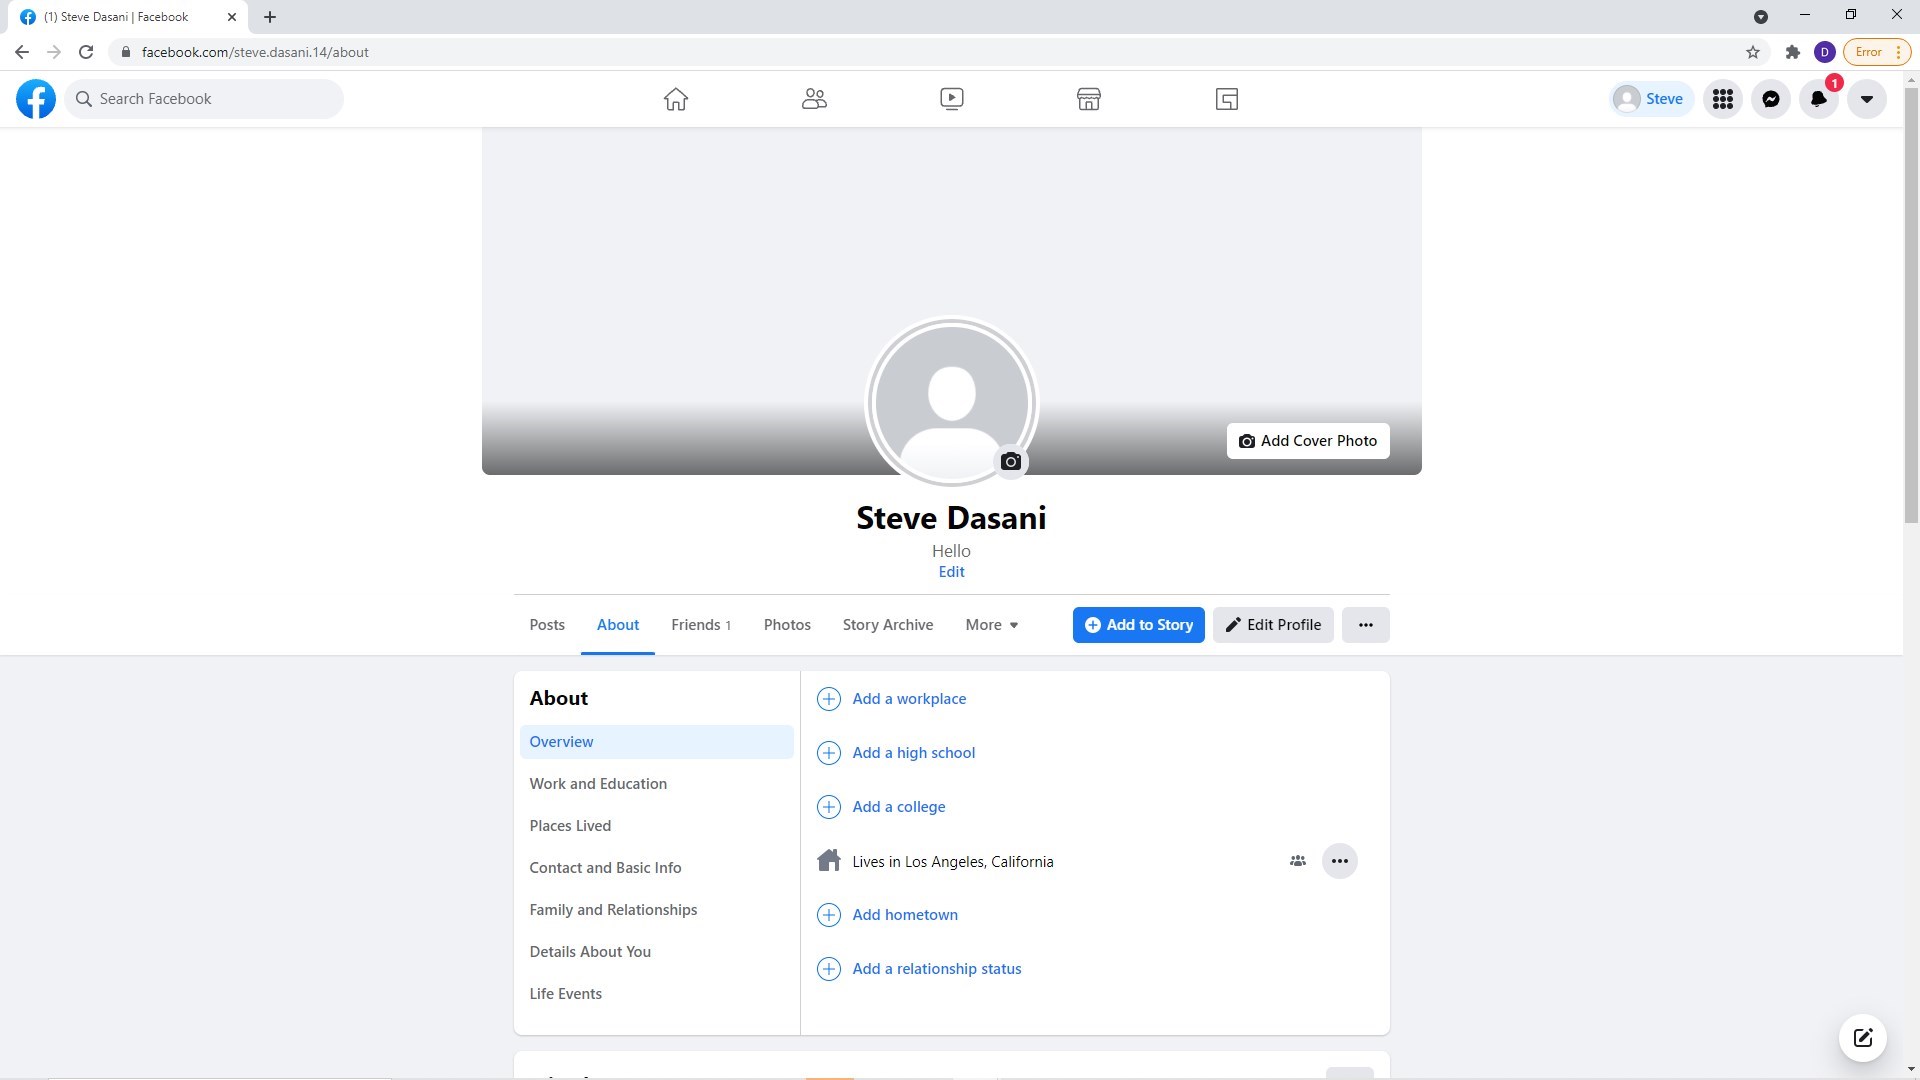 (1) Steve Dasani | Facebook
facebook.com/steve.dasani.14/about
D
Error
Search Facebook
Steve
1
Add Cover Photo
Steve Dasani
Hello
Edit
Posts
About
Friends 1
Photos
Story Archive
More
Add to Story
Edit Profile
About
Overview
Work and Education
Places Lived
Contact and Basic Info
Family and Relationships
Details About You
Life Events
Add a workplace
Add a high school
Add a college
Lives in Los Angeles, California
Add hometown
Add a relationship status